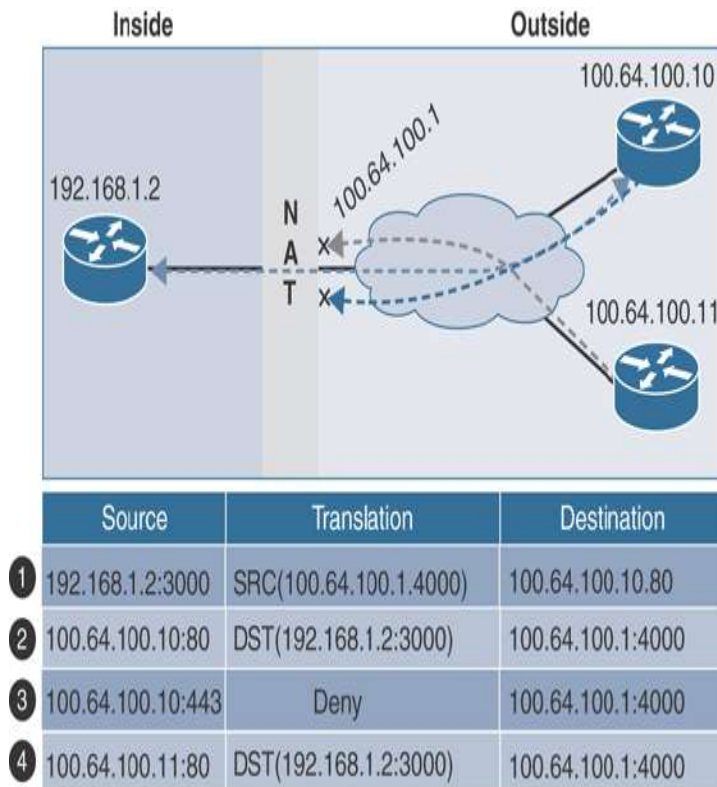 Inside Outside
100.64.100.10
100.64.100.1
192.168.1.2
N
A
T
100.64.100.11
Source Translation Destination
1 192.168.1.2:3000 SRC(100.64.100.1.4000) 100.64.100.10.80
2 100.64.100.10:80 DST(192.168.1.2:3000) 100.64.100.1:4000
3 100.64.100.10:443 Deny 100.64.100.1:4000
4 100.64.100.11:80 DST(192.168.1.2:3000) 100.64.100.1:4000